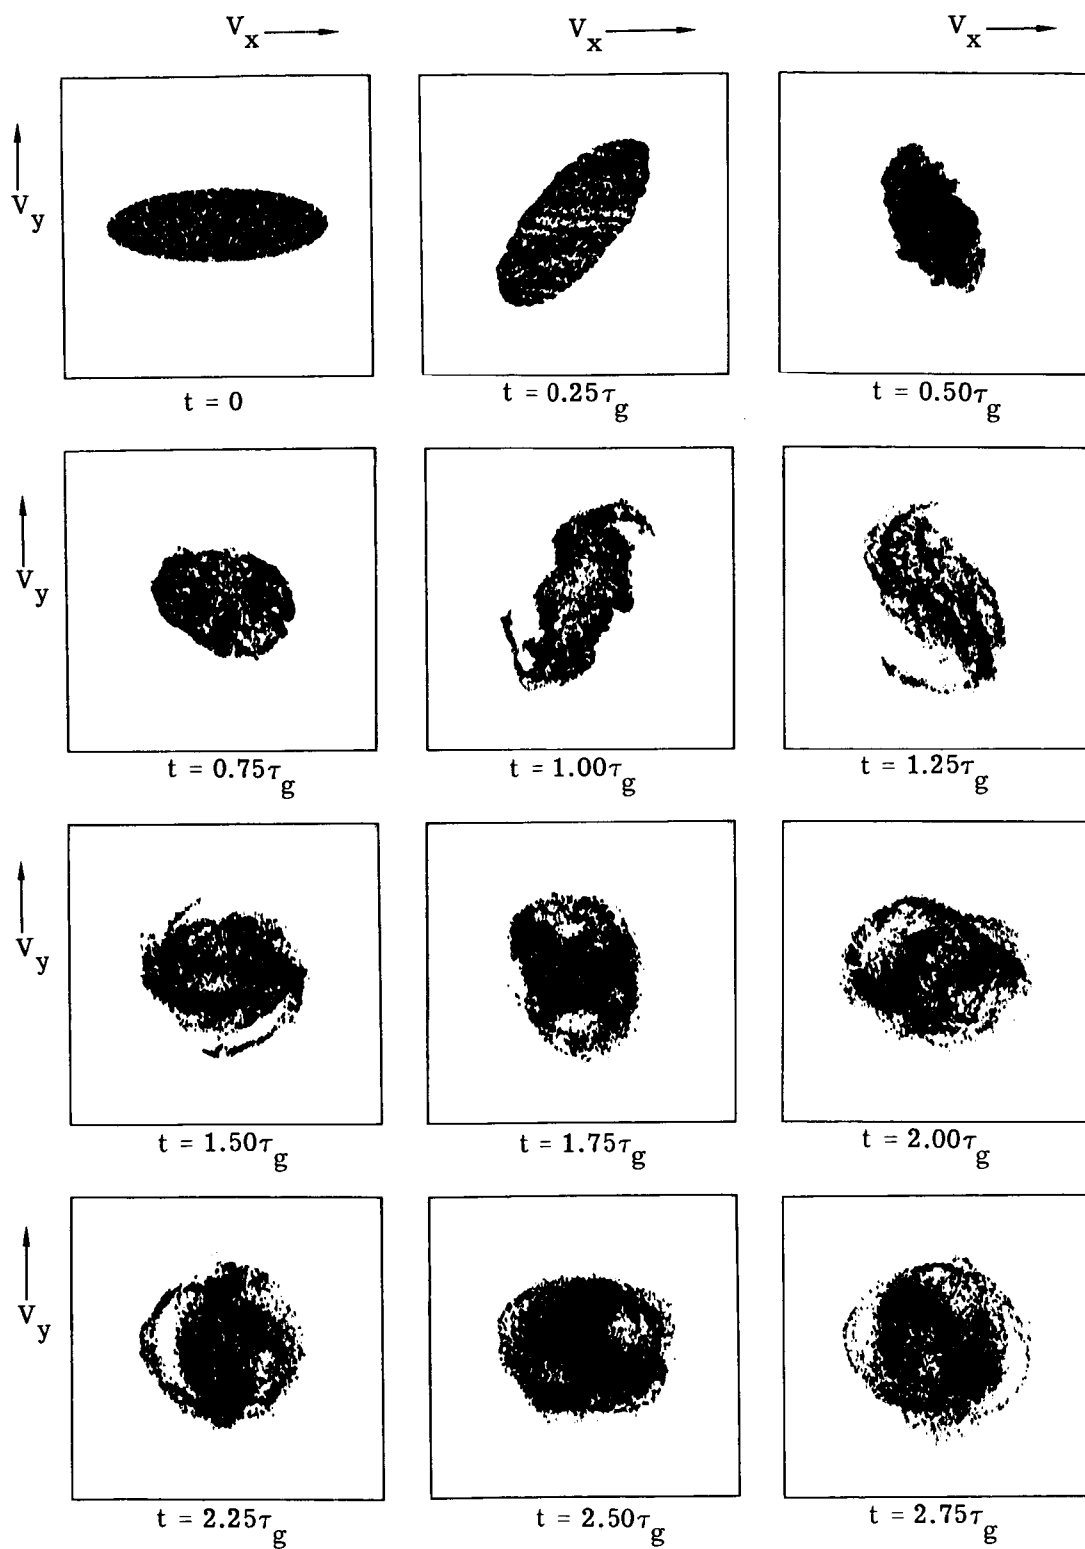 V_x V_x V_x
V_y
t = 0 t = 0.25τ_g t = 0.50τ_g
V_y
t = 0.75τ_g t = 1.00τ_g t = 1.25τ_g
V_y
t = 1.50τ_g t = 1.75τ_g t = 2.00τ_g
V_y
t = 2.25τ_g t = 2.50τ_g t = 2.75τ_g